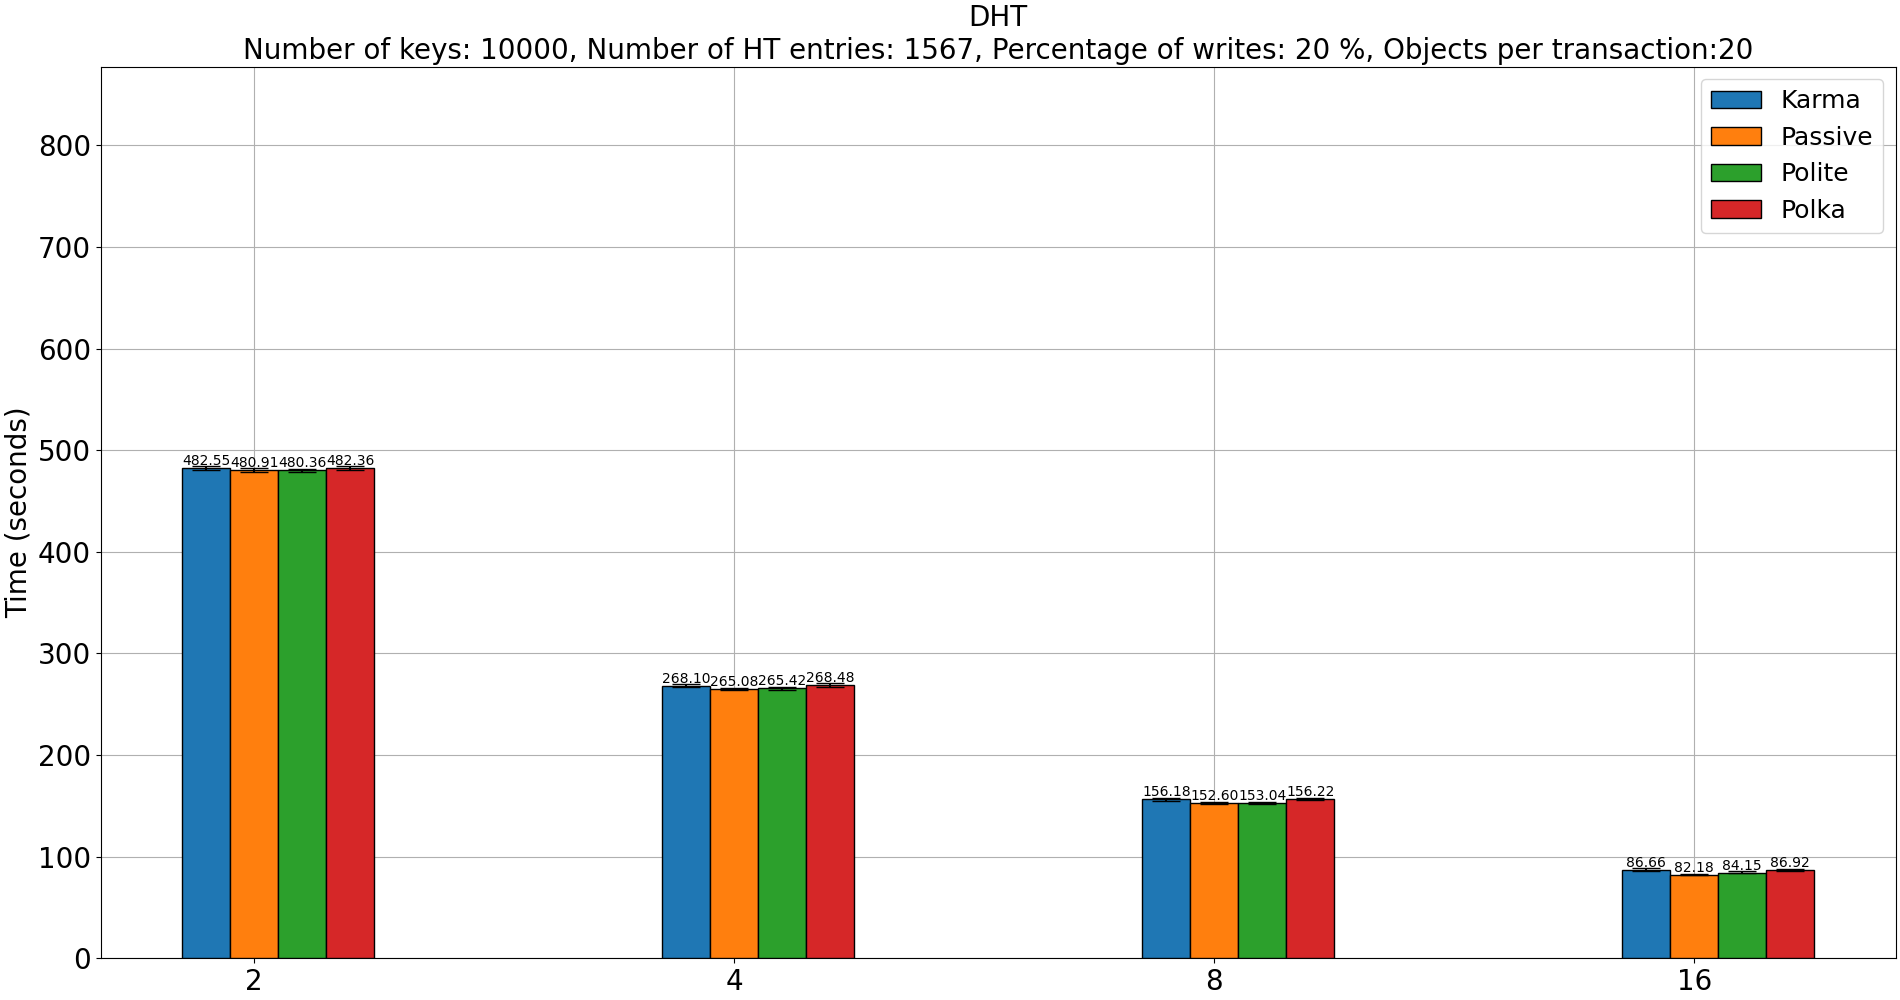 DHT
Number of keys: 10000, Number of HT entries: 1567, Percentage of writes: 20 %, Objects per transaction:20
Karma
Passive
Polite
Polka
Time (seconds)
800
700
600
500
400
300
200
100
0
482.55 480.91 480.36 482.36
268.10 265.08 265.42 268.48
156.18 152.60 153.04 156.22
86.66 82.18 84.15 86.92
2 4 8 16